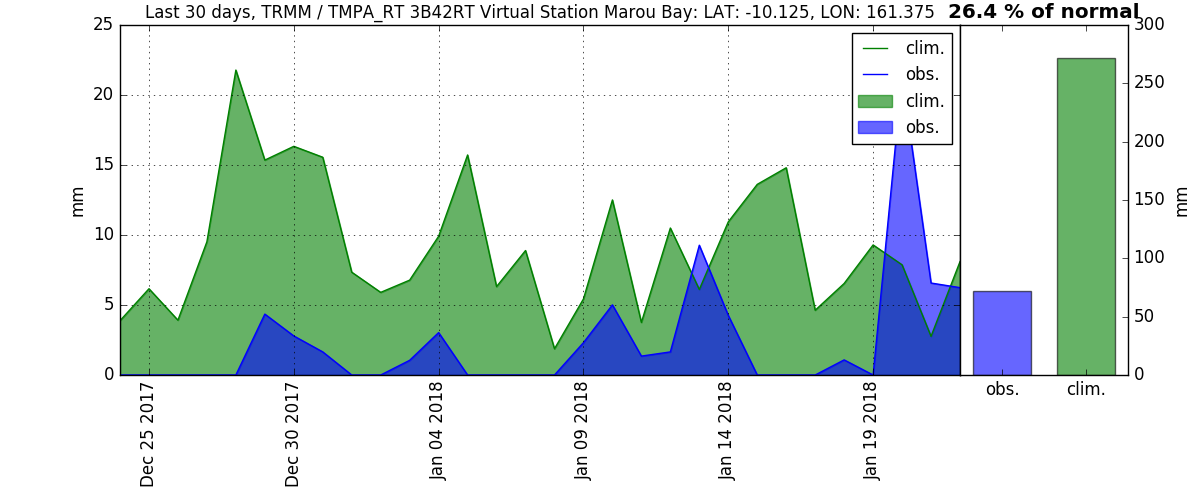 Last 30 days, TRMM / TMPA_RT 3B42RT Virtual Station Marou Bay: LAT: -10.125, LON: 161.375 26.4 % of normal
25
20
15
10
5
0
mm
clim.
obs.
clim.
obs.
300
250
200
150
100
50
0
mm
Dec 25 2017
Dec 30 2017
Jan 04 2018
Jan 09 2018
Jan 14 2018
Jan 19 2018
obs.
clim.